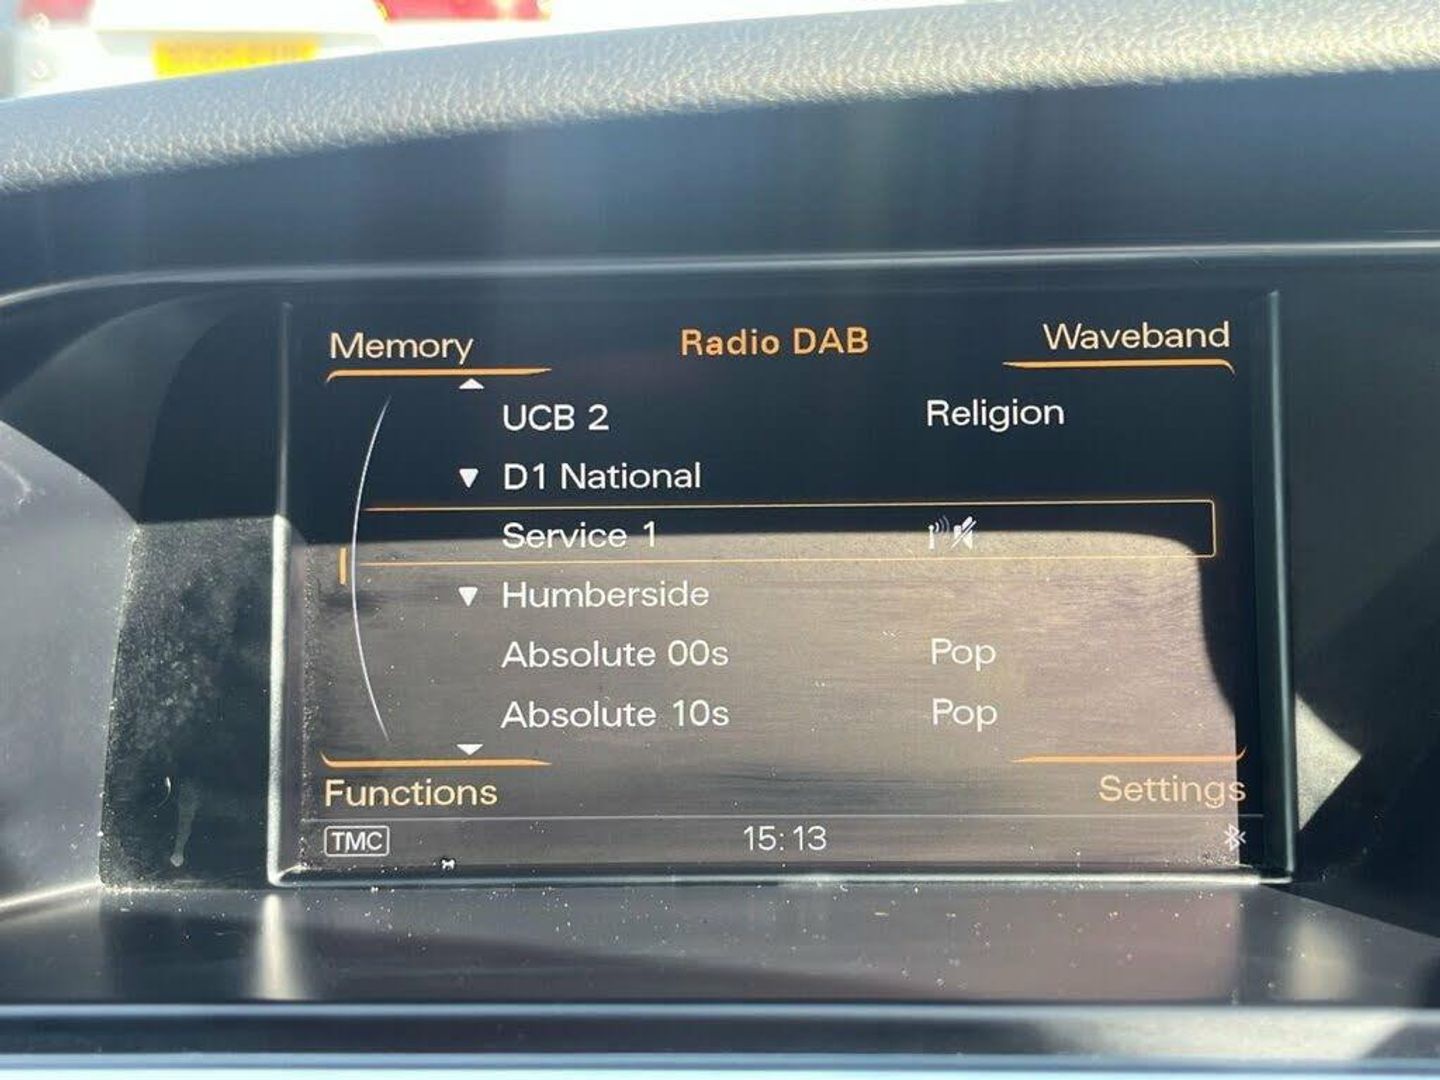 Memory Radio DAB Waveband
UCB 2 Religion
D1 National
Service 1
Humberside
Absolute 00s Pop
Absolute 10s Pop
Functions Settings
TMC 15:13